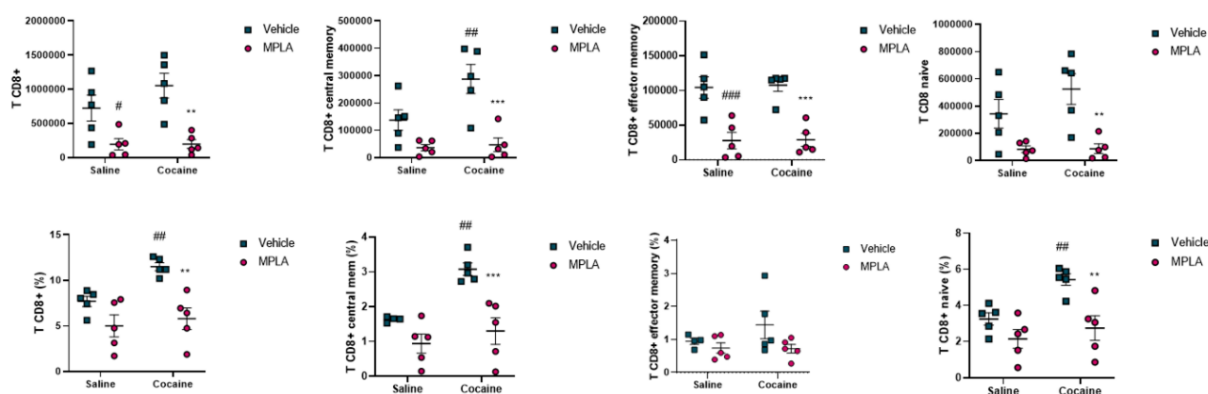 T CD8+
2000000
1500000
1000000
500000
0
#
**
Saline
Cocaine
Vehicle
MPLA
T CD8+ central memory
500000
400000
300000
200000
100000
0
##
***
Saline
Cocaine
Vehicle
MPLA
T CD8+ effector memory
200000
150000
100000
50000
0
###
***
Saline
Cocaine
Vehicle
MPLA
T CD8 naive
1000000
800000
600000
400000
200000
0
**
Saline
Cocaine
Vehicle
MPLA
T CD8+ (%)
15
10
5
0
##
**
Saline
Cocaine
Vehicle
MPLA
T CD8+ central mem (%)
4
3
2
1
0
##
***
Saline
Cocaine
Vehicle
MPLA
T CD8+ effector memory (%)
4
3
2
1
0
Saline
Cocaine
Vehicle
MPLA
T CD8+ naive (%)
8
6
4
2
0
##
**
Saline
Cocaine
Vehicle
MPLA